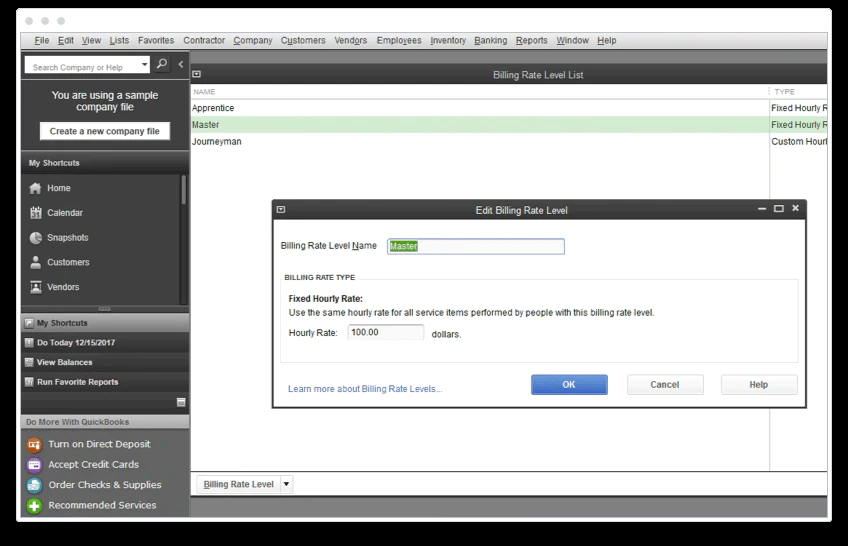 File Edit View Lists Favorites Contractor Company Customers Vendors Employees Inventory Banking Reports Window Help
Search Company or Help
You are using a sample
company file
Create a new company file
My Shortcuts
Home
Calendar
Snapshots
Customers
Vendors
My Shortcuts
Do Today 12/15/2017
View Balances
Run Favorite Reports
Do More With QuickBooks
Turn on Direct Deposit
Accept Credit Cards
Order Checks & Supplies
Recommended Services
Billing Rate Level List
NAME TYPE
Apprentice Fixed Hourly R
Master Fixed Hourly R
Journeyman Custom Hourl
Edit Billing Rate Level
Billing Rate Level Name Master
BILLING RATE TYPE
Fixed Hourly Rate:
Use the same hourly rate for all service items performed by people with this billing rate level.
Hourly Rate: 100.00 dollars.
Learn more about Billing Rate Levels... OK Cancel Help
Billing Rate Level